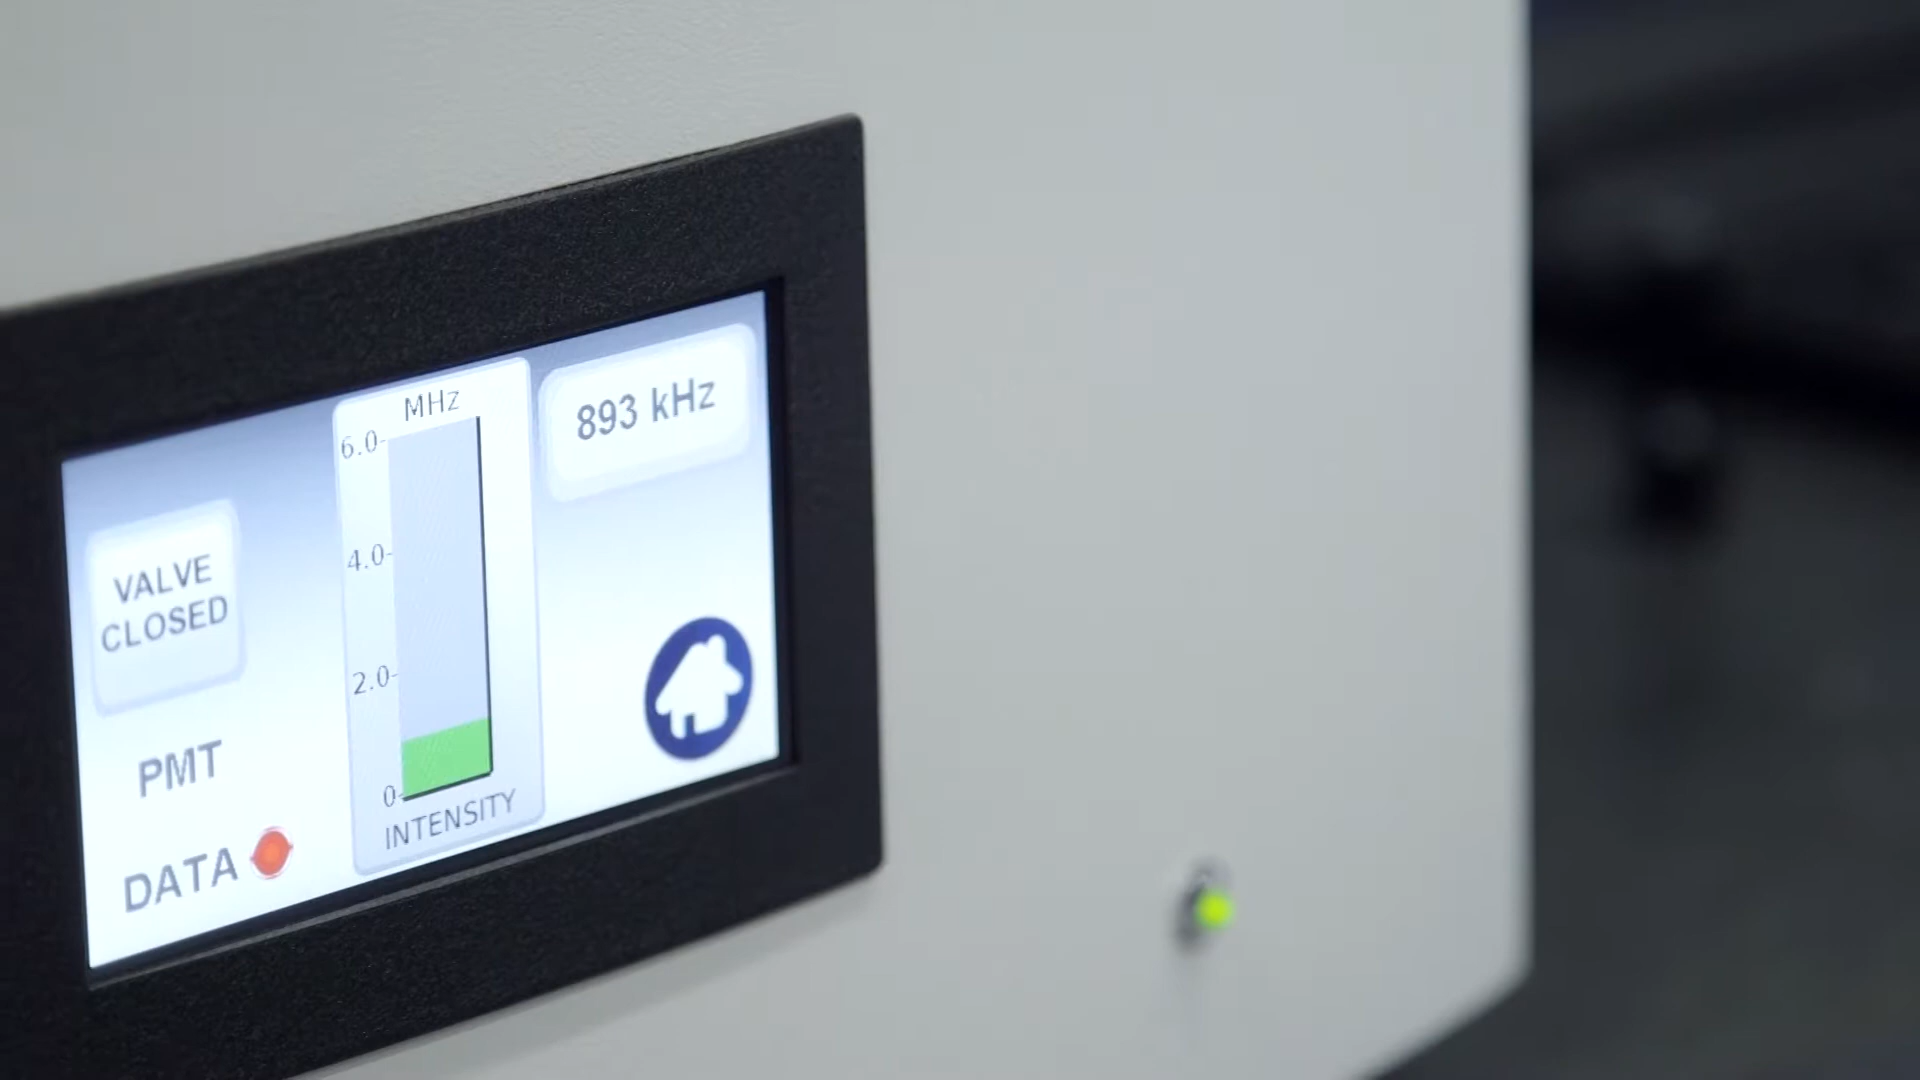 VALVE
CLOSED
PMT
DATA
MHz
6.0
4.0
2.0
0
INTENSITY
893 kHz